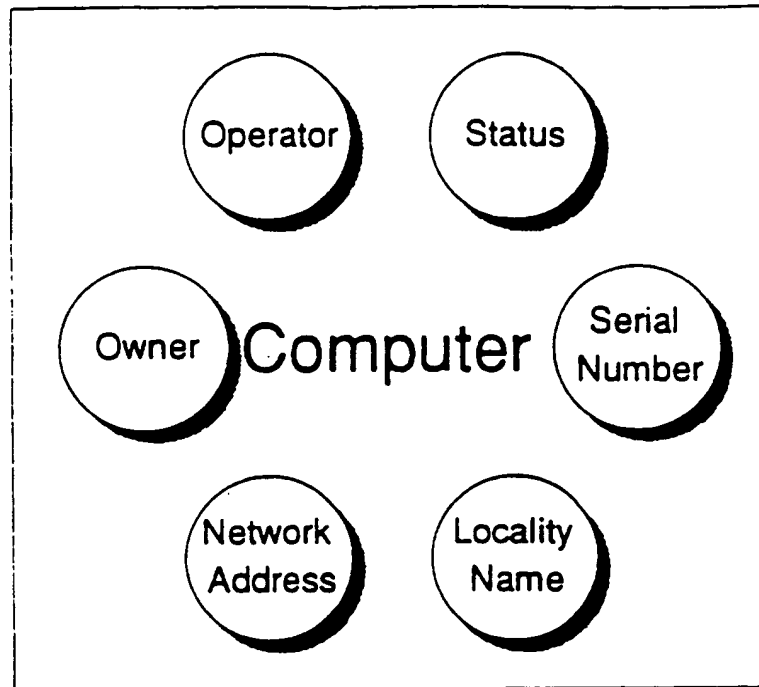 Operator
Status
Owner
Computer
Serial
Number
Network
Address
Locality
Name